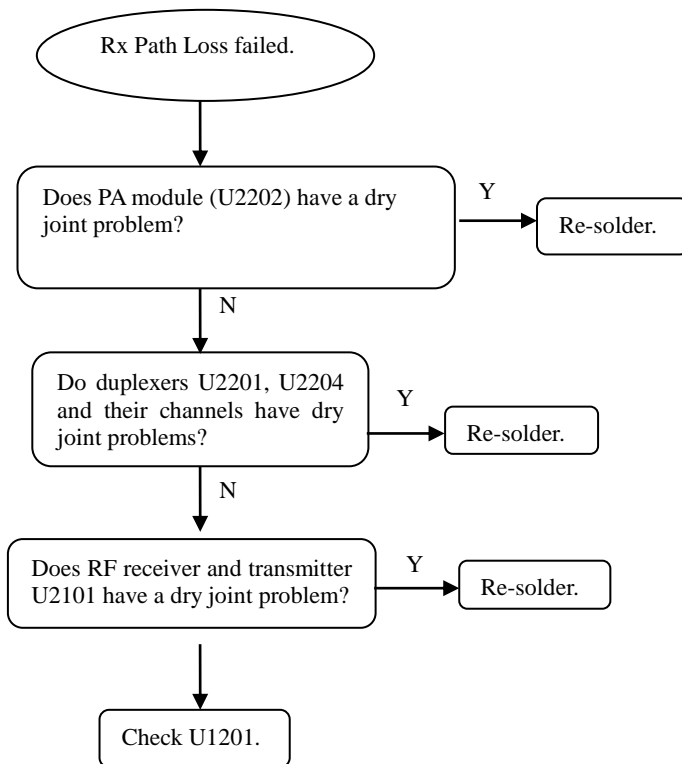 Rx Path Loss failed.
Does PA module (U2202) have a dry
joint problem?
Y
Re-solder.
N
Do duplexers U2201, U2204
and their channels have dry
joint problems?
Y
Re-solder.
N
Does RF receiver and transmitter
U2101 have a dry joint problem?
Y
Re-solder.
Check U1201.